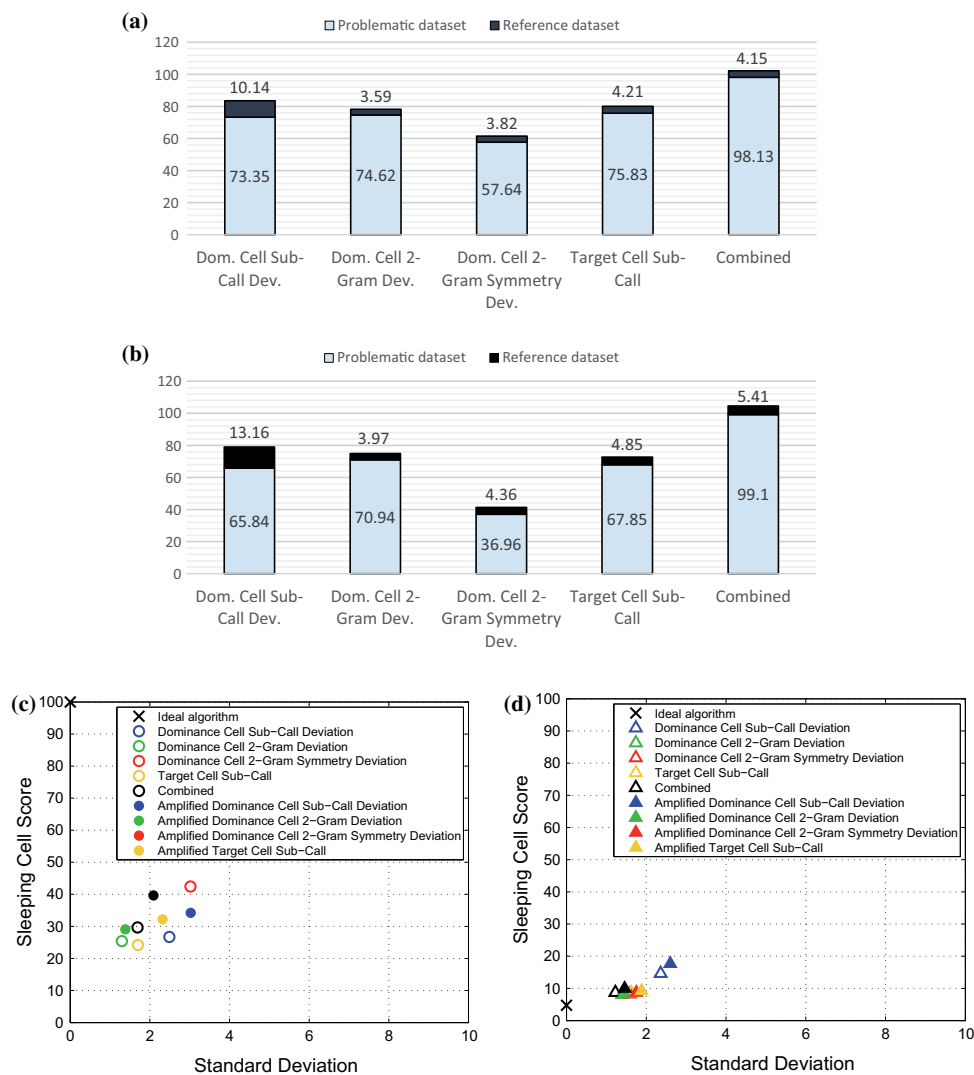 (a)
Problematic dataset Reference dataset
120
100
80
60
40
20
0
10.14
3.59
3.82
4.21
4.15
73.35
74.62
57.64
75.83
98.13
Dom. Cell Sub-
Call Dev.
Dom. Cell 2-
Gram Dev.
Dom. Cell 2-
Gram Symmetry
Dev.
Target Cell Sub-
Call
Combined
(b)
Problematic dataset Reference dataset
120
100
80
60
40
20
0
13.16
3.97
4.36
4.85
5.41
65.84
70.94
36.96
67.85
99.1
Dom. Cell Sub-
Call Dev.
Dom. Cell 2-
Gram Dev.
Dom. Cell 2-
Gram Symmetry
Dev.
Target Cell Sub-
Call
Combined
(c)
Sleeping Cell Score
100
90
80
70
60
50
40
30
20
10
0
Ideal algorithm
Dominance Cell Sub−Call Deviation
Dominance Cell 2−Gram Deviation
Dominance Cell 2−Gram Symmetry Deviation
Target Cell Sub−Call
Combined
Amplified Dominance Cell Sub−Call Deviation
Amplified Dominance Cell 2−Gram Deviation
Amplified Dominance Cell 2−Gram Symmetry Deviation
Amplified Target Cell Sub−Call
0 2 4 6 8 10
Standard Deviation
(d)
Sleeping Cell Score
100
90
80
70
60
50
40
30
20
10
0
Ideal algorithm
Dominance Cell Sub−Call Deviation
Dominance Cell 2−Gram Deviation
Dominance Cell 2−Gram Symmetry Deviation
Target Cell Sub−Call
Combined
Amplified Dominance Cell Sub−Call Deviation
Amplified Dominance Cell 2−Gram Deviation
Amplified Dominance Cell 2−Gram Symmetry Deviation
Amplified Target Cell Sub−Call
0 2 4 6 8 10
Standard Deviation